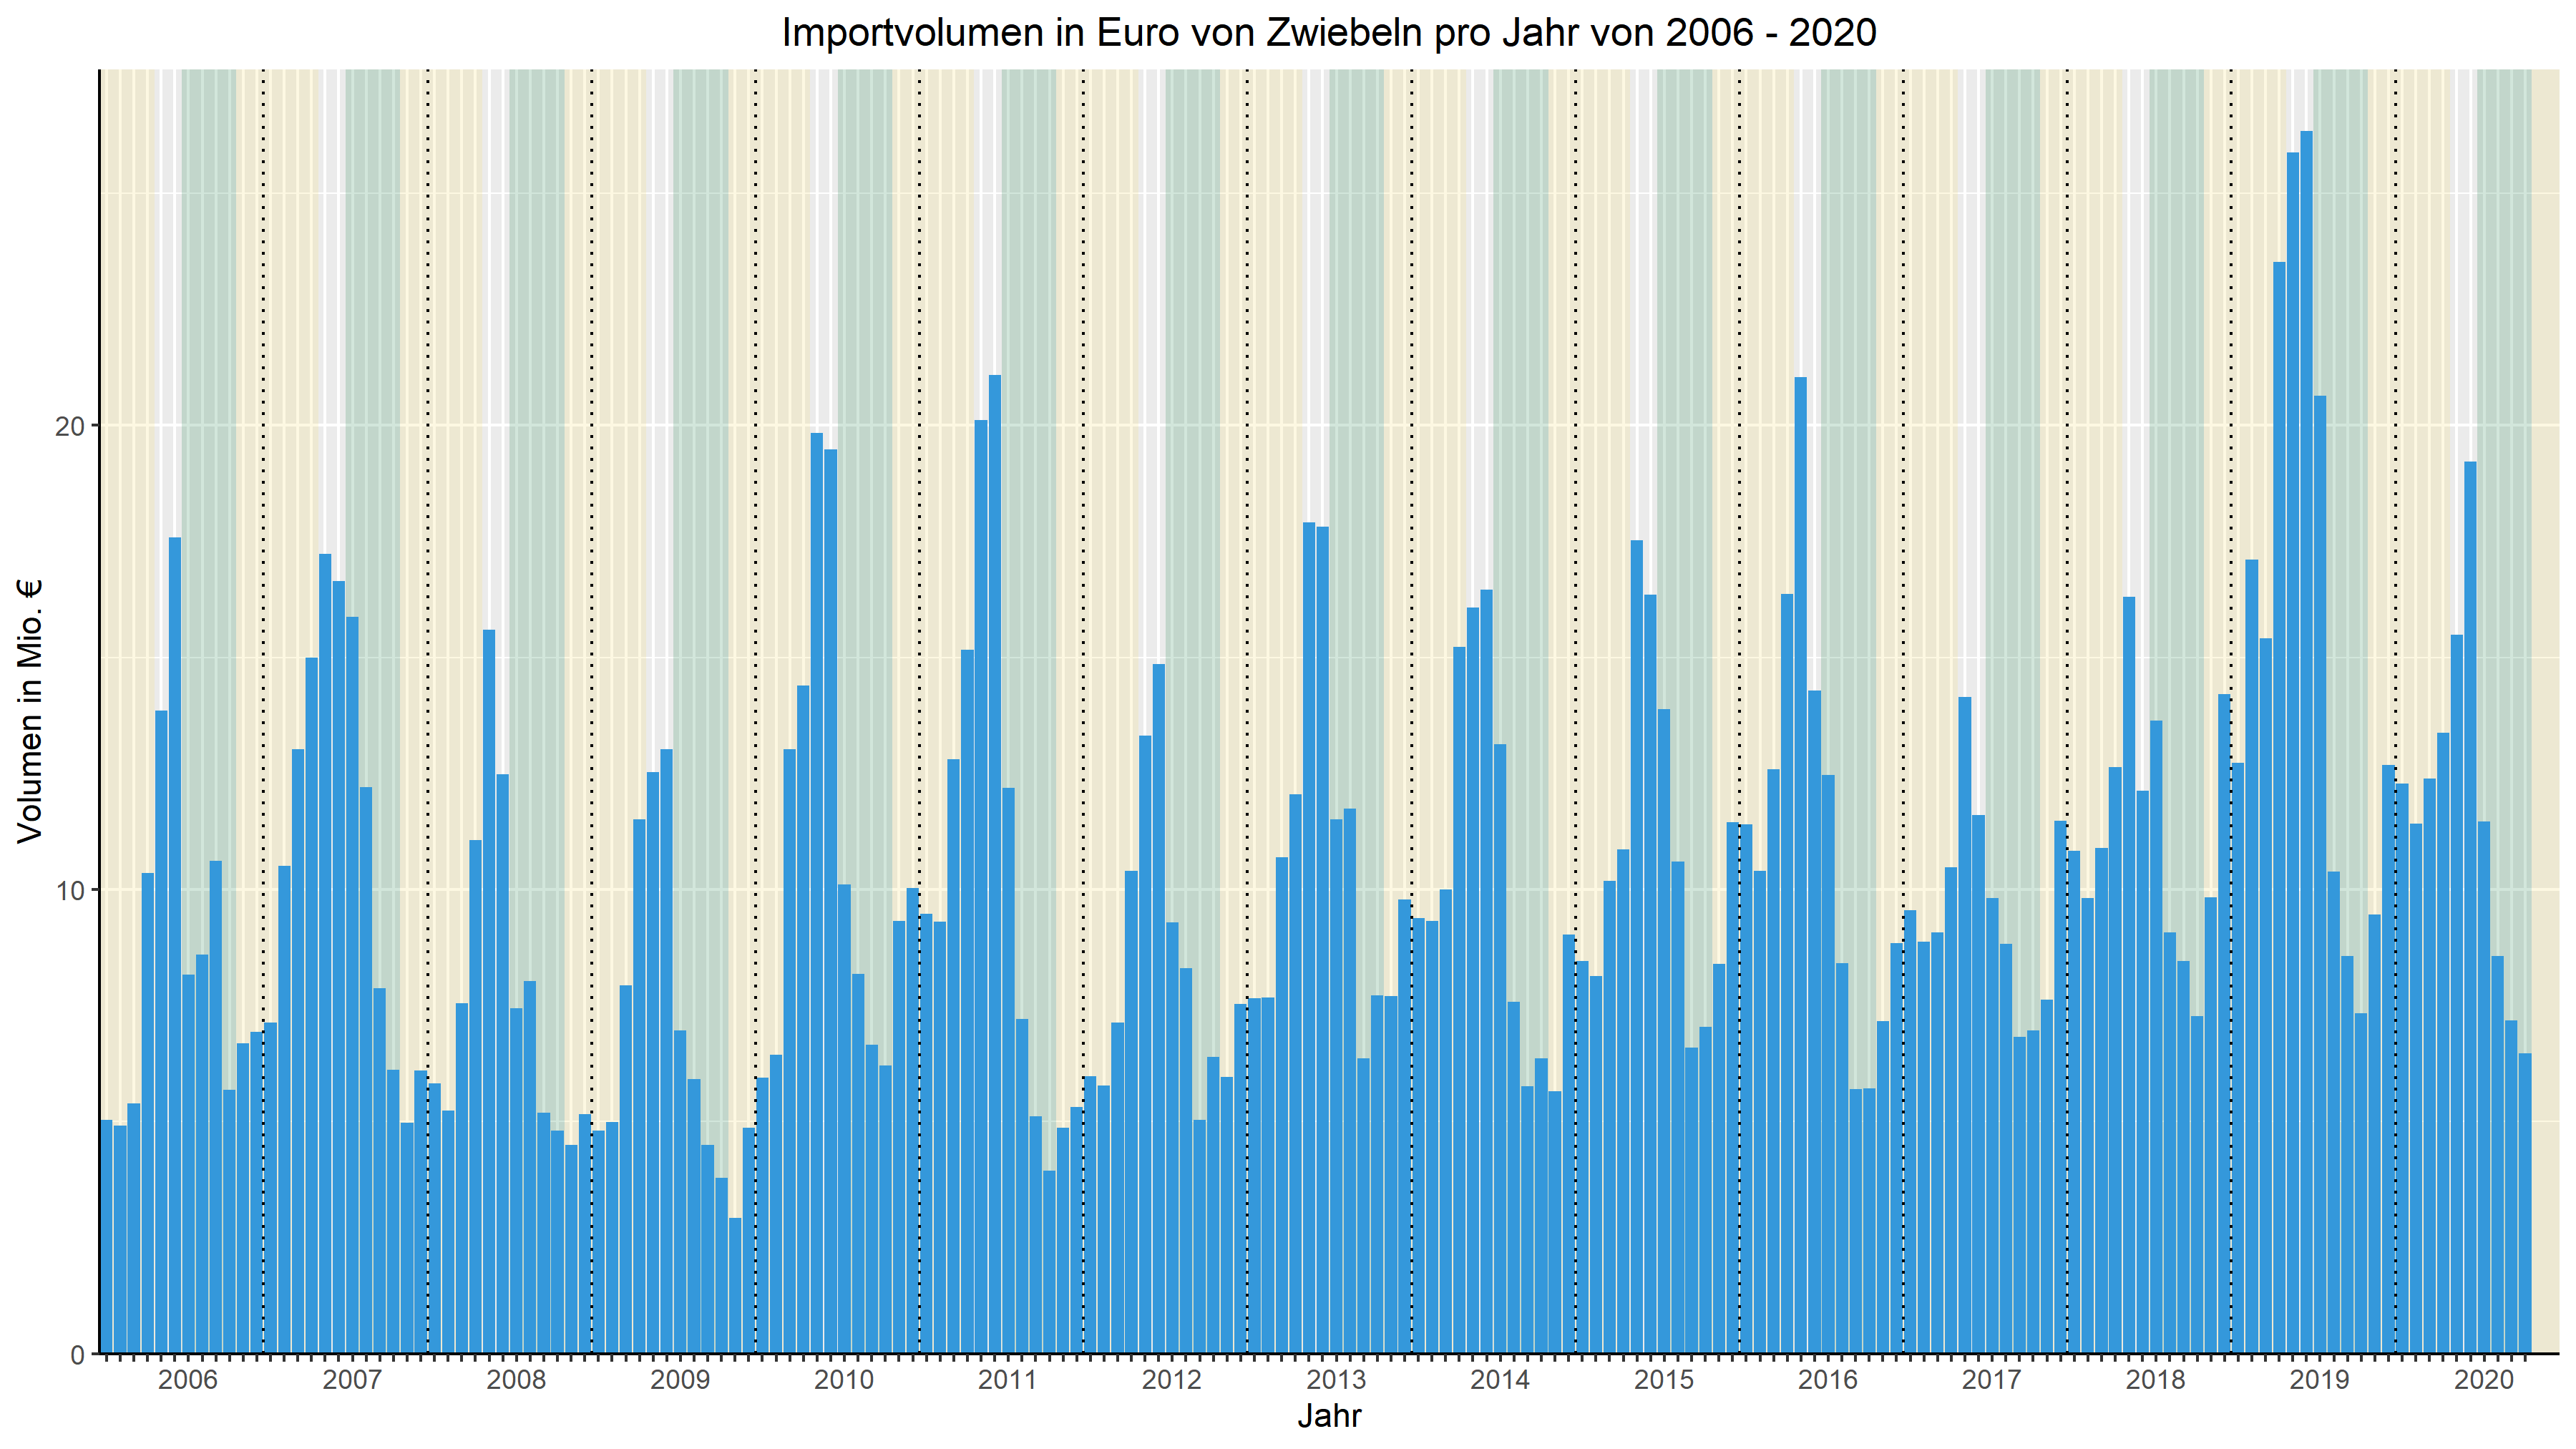 Importvolumen in Euro von Zwiebeln pro Jahr von 2006 - 2020
Volumen in Mio. €
20
10
0
2006 2007 2008 2009 2010 2011 2012 2013 2014 2015 2016 2017 2018 2019 2020
Jahr